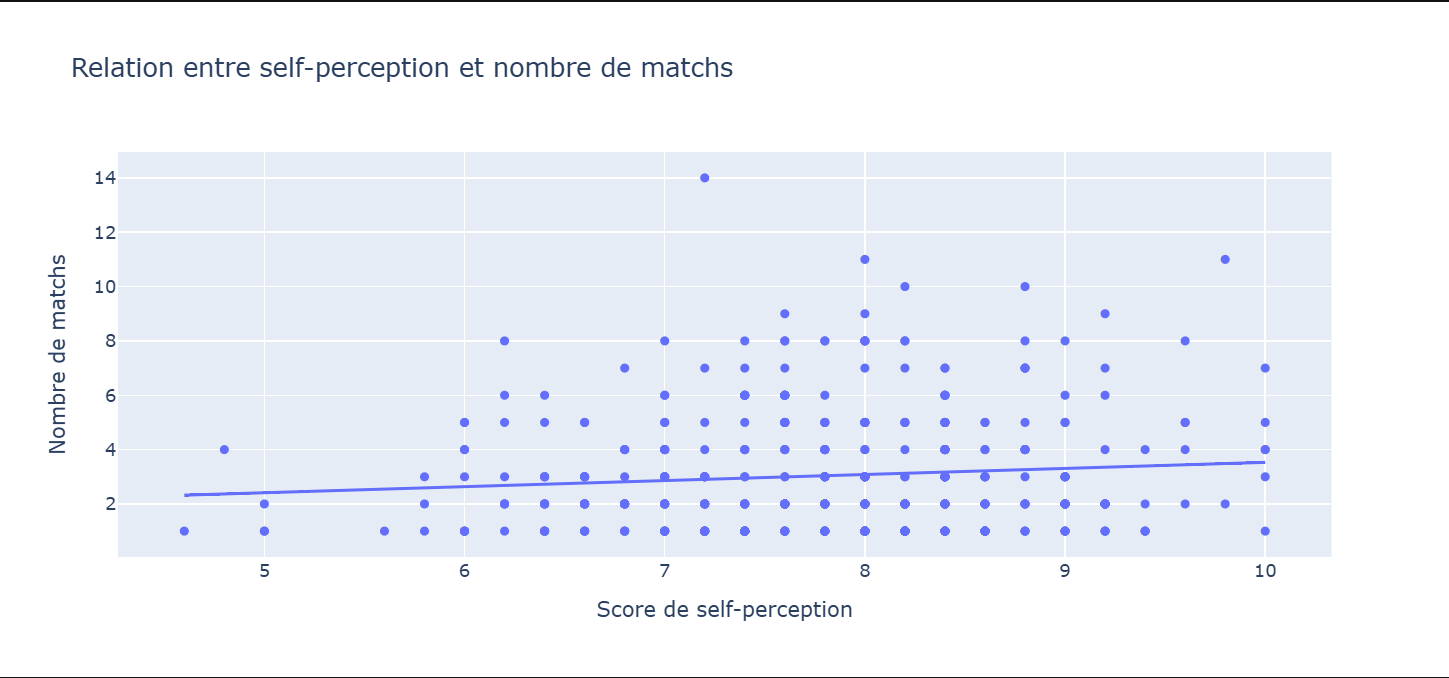 Relation entre self-perception et nombre de matchs
Nombre de matchs
14
12
10
8
6
4
2
5 6 7 8 9 10
Score de self-perception